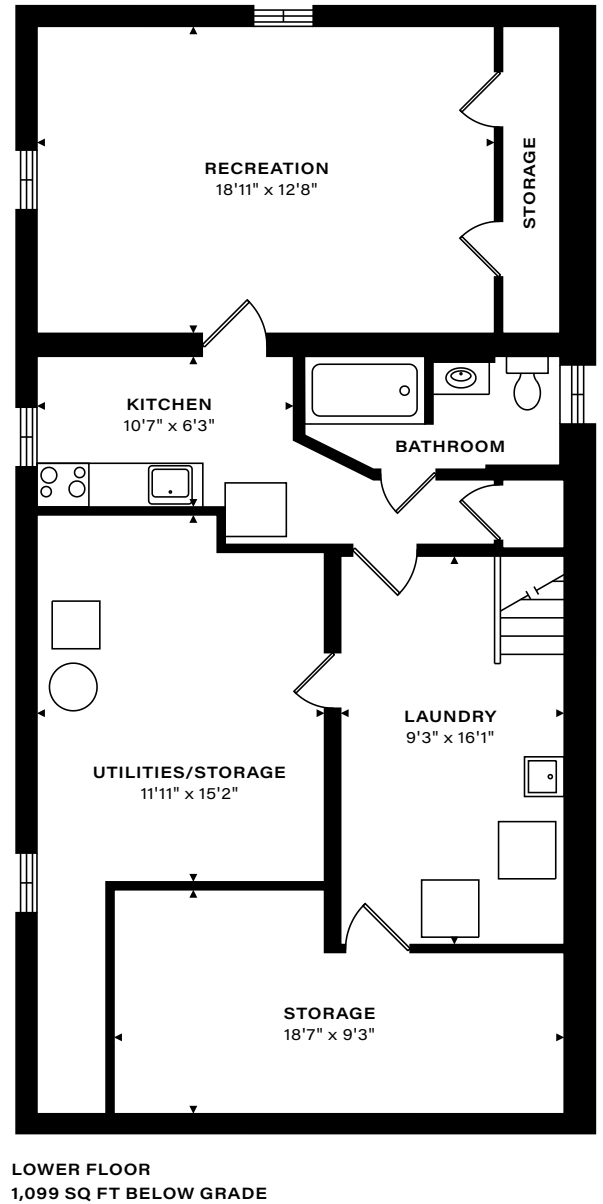 RECREATION
18'11" x 12'8"
STORAGE
KITCHEN
10'7" x 6'3"
BATHROOM
LAUNDRY
9'3" x 16'1"
UTILITIES/STORAGE
11'11" x 15'2"
STORAGE
18'7" x 9'3"
LOWER FLOOR
1,099 SQ FT BELOW GRADE